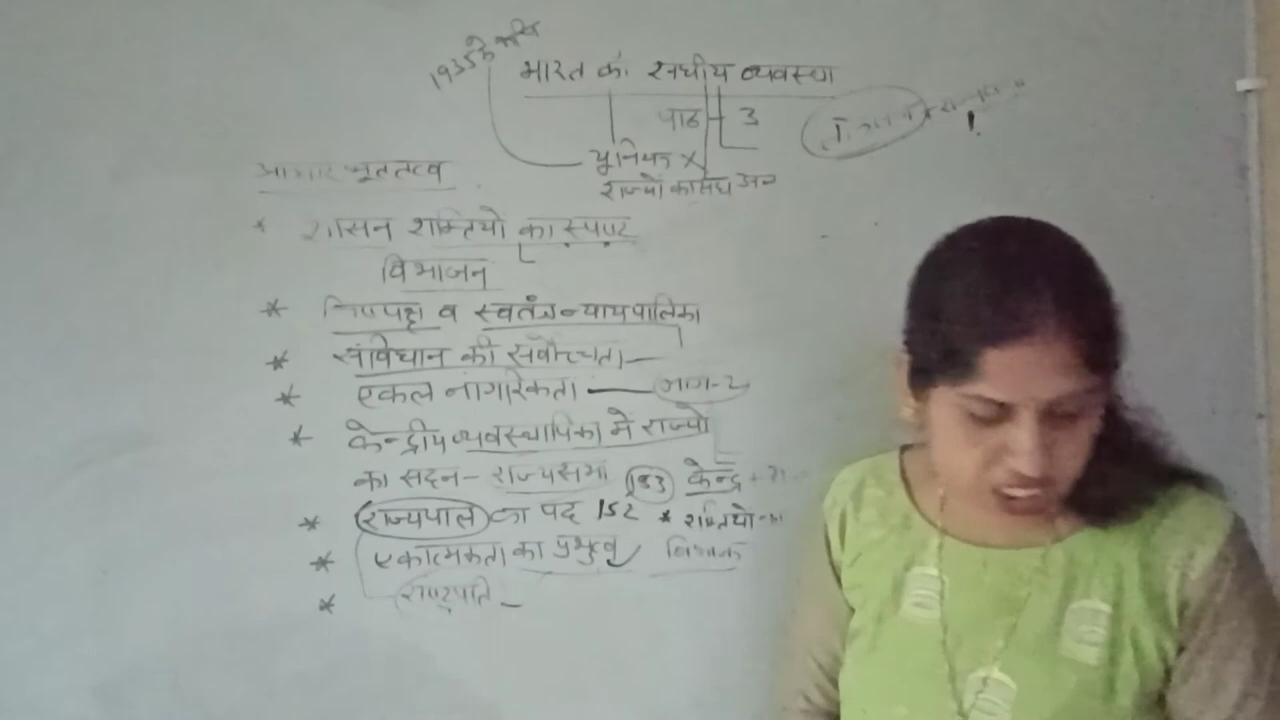 1935 के
भारत की संघीय व्यवस्था
पाठ 3
यूनियन X
राज्यों का संघ
आधारभूत तत्व
* शासन शक्तियो का स्पष्ट
विभाजन
* निष्पक्ष व स्वतंत्र न्यायपालिका
* संविधान की सर्वोच्चता
* एकल नागरिकता — भाग-2
* केन्द्रीय व्यवस्थापिका मे राज्यो
का सदन - राज्यसभा केन्द्र +
* राज्यपाल का पद 152 * शक्तियो
* एकात्मकता का प्रभुत्व
* राष्ट्रपति -